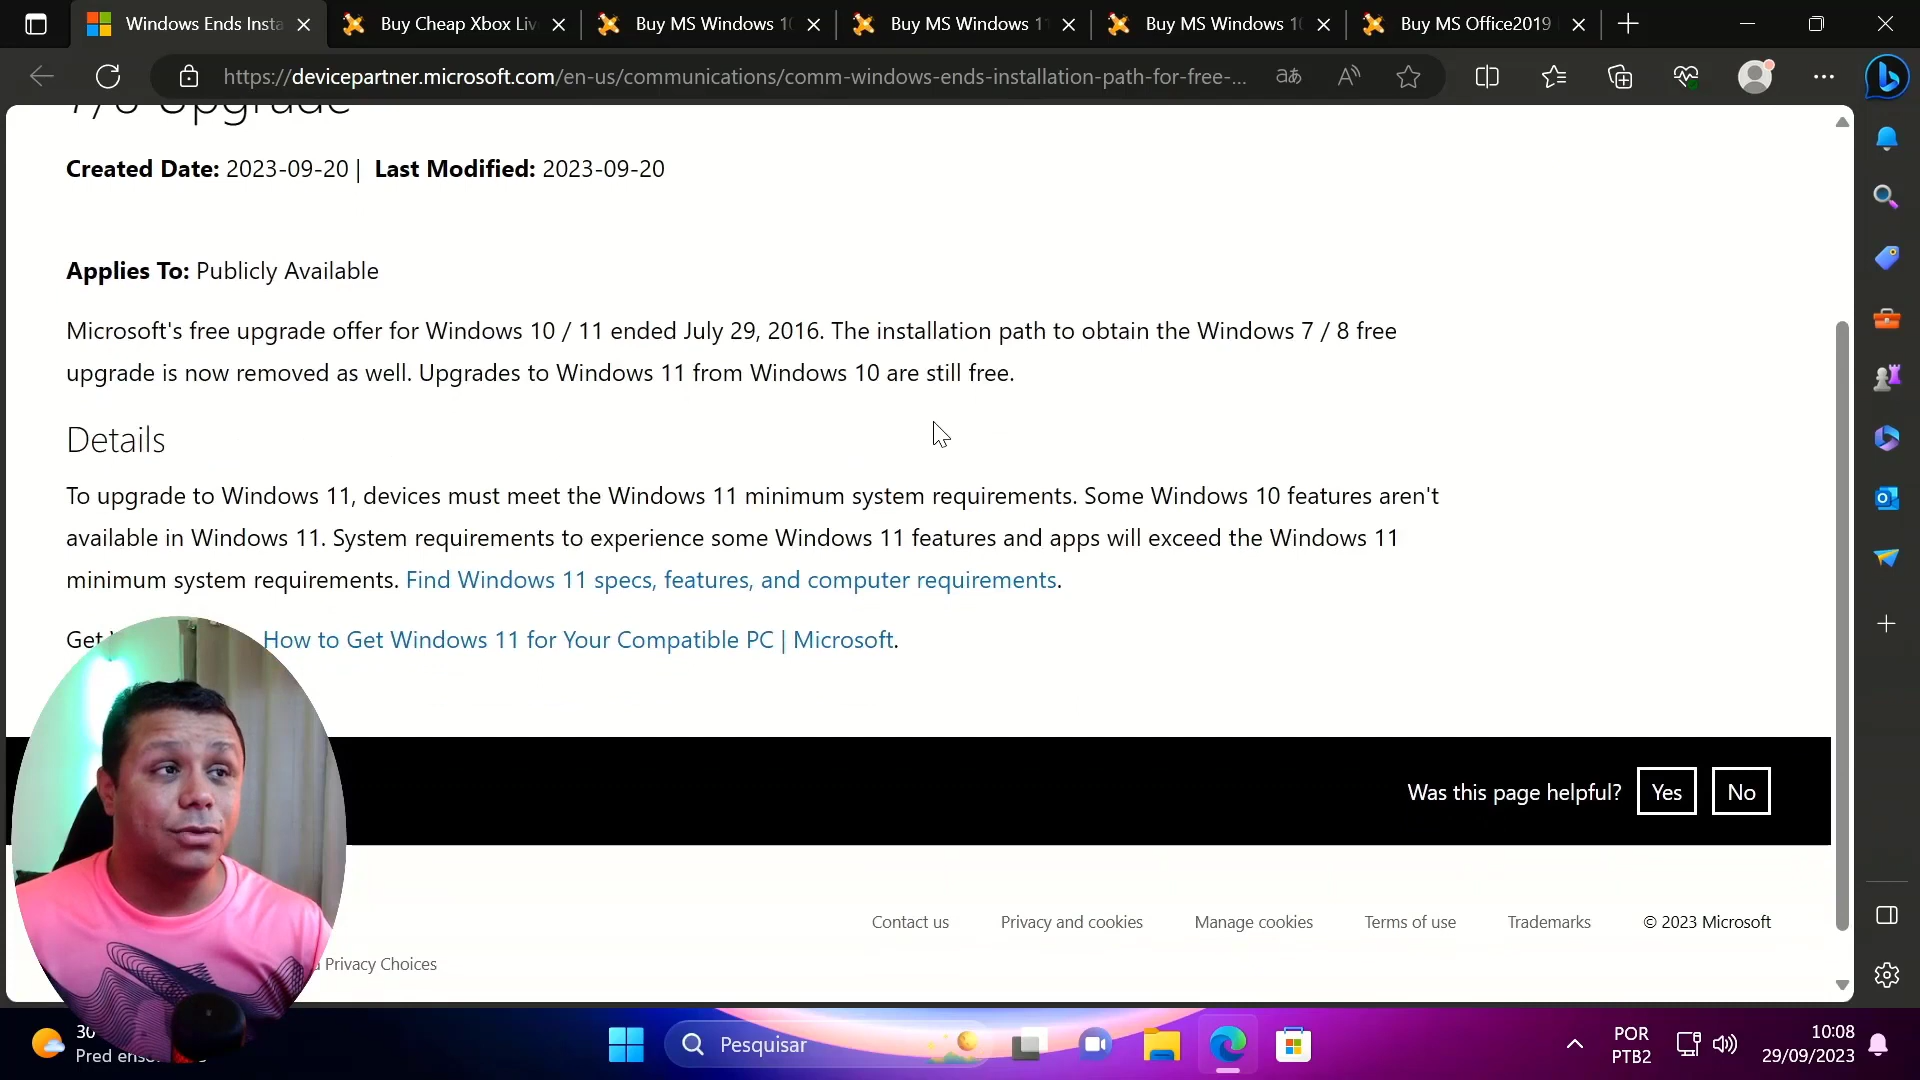 Windows Ends Insta
Buy Cheap Xbox Liv
Buy MS Windows 10
Buy MS Windows 1
Buy MS Windows 10
Buy MS Office2019
https://devicepartner.microsoft.com/en-us/communications/comm-windows-ends-installation-path-for-free-...
7/8 Upgrade
Created Date: 2023-09-20 | Last Modified: 2023-09-20
Applies To: Publicly Available
Microsoft's free upgrade offer for Windows 10 / 11 ended July 29, 2016. The installation path to obtain the Windows 7 / 8 free
upgrade is now removed as well. Upgrades to Windows 11 from Windows 10 are still free.
Details
To upgrade to Windows 11, devices must meet the Windows 11 minimum system requirements. Some Windows 10 features aren't
available in Windows 11. System requirements to experience some Windows 11 features and apps will exceed the Windows 11
minimum system requirements. Find Windows 11 specs, features, and computer requirements.
Get How to Get Windows 11 for Your Compatible PC | Microsoft.
Was this page helpful? Yes No
Contact us Privacy and cookies Manage cookies Terms of use Trademarks © 2023 Microsoft
Privacy Choices
30
Pred
Pesquisar
POR
PTB2
10:08
29/09/2023